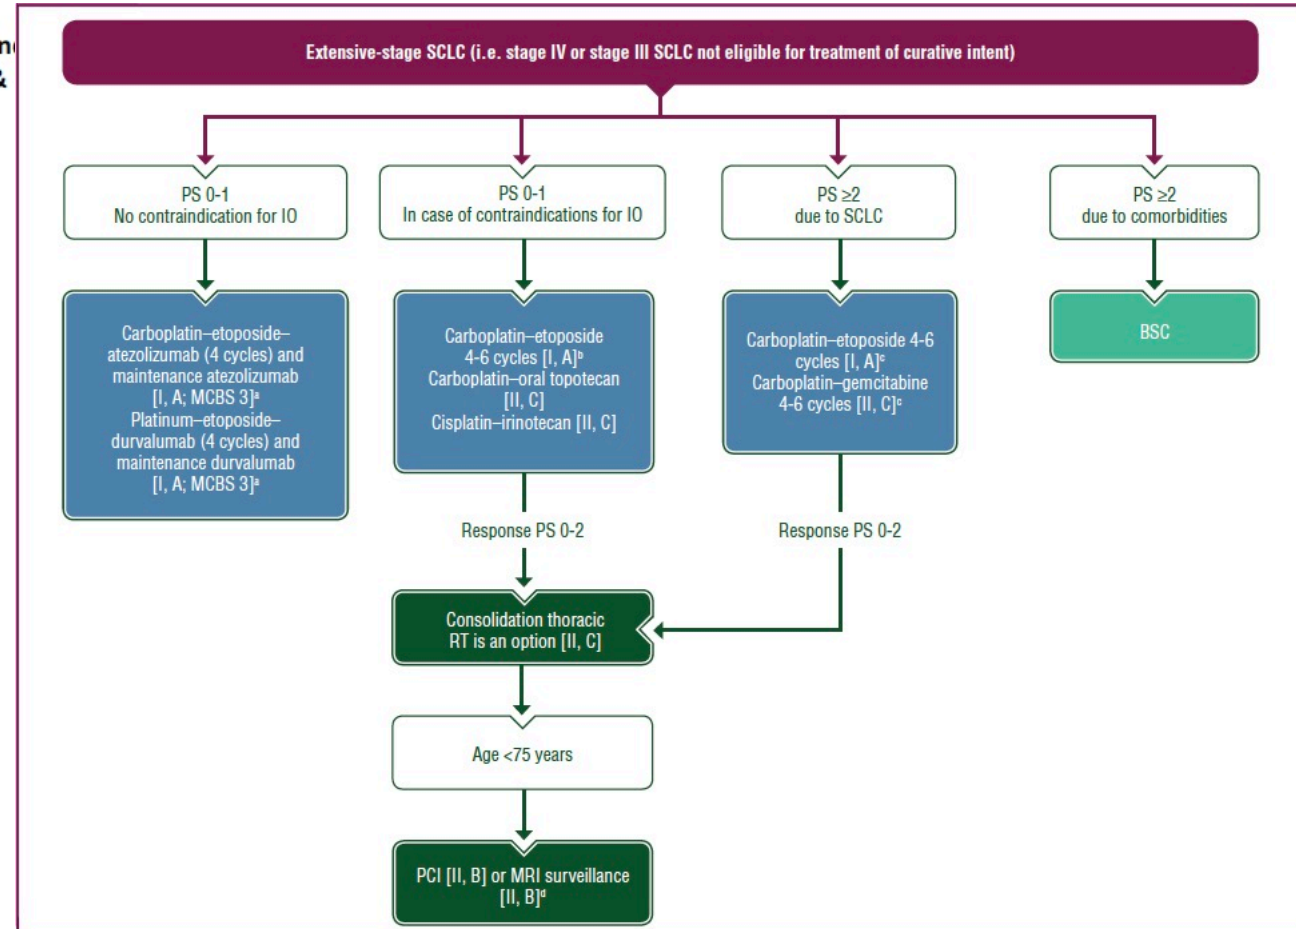 Extensive-stage SCLC (i.e. stage IV or stage III SCLC not eligible for treatment of curative intent)
&
PS 0-1
No contraindication for IO
PS 0-1
In case of contraindications for IO
PS ≥2
due to SCLC
PS ≥2
due to comorbidities
Carboplatin–etoposide–
atezolizumab (4 cycles) and
maintenance atezolizumab
[I, A; MCBS 3]ᵃ
Platinum–etoposide–
durvalumab (4 cycles) and
maintenance durvalumab
[I, A; MCBS 3]ᵃ
Carboplatin–etoposide
4-6 cycles [I, A]ᵇ
Carboplatin–oral topotecan
[II, C]
Cisplatin–irinotecan [II, C]
Carboplatin–etoposide 4-6
cycles [I, A]ᶜ
Carboplatin–gemcitabine
4-6 cycles [II, C]ᶜ
BSC
Response PS 0-2
Response PS 0-2
Consolidation thoracic
RT is an option [II, C]
Age <75 years
PCI [II, B] or MRI surveillance
[II, B]ᵈ